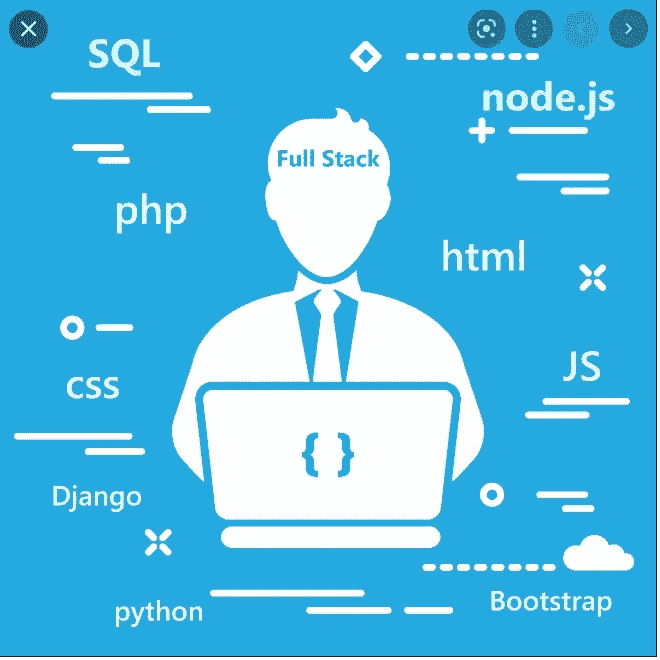 SQL
node.js
Full Stack
php
html
JS
css
{ }
Django
python
Bootstrap